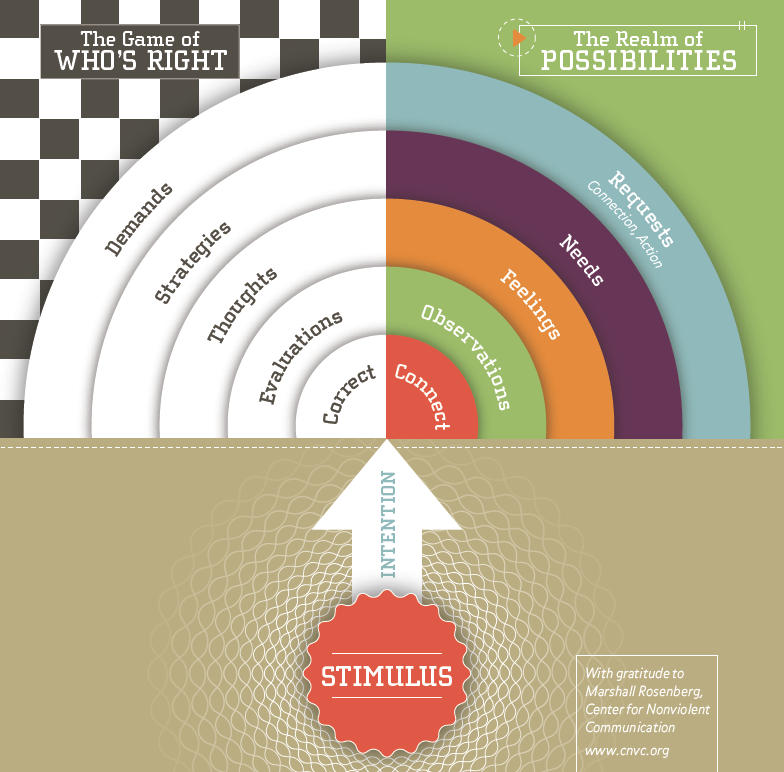 The Game of
WHO'S RIGHT
The Realm of
POSSIBILITIES
Demands
Strategies
Thoughts
Evaluations
Correct
Requests
Connection, Action
Needs
Feelings
Observations
Connect
INTENTION
STIMULUS
With gratitude to
Marshall Rosenberg,
Center for Nonviolent
Communication
www.cnvc.org